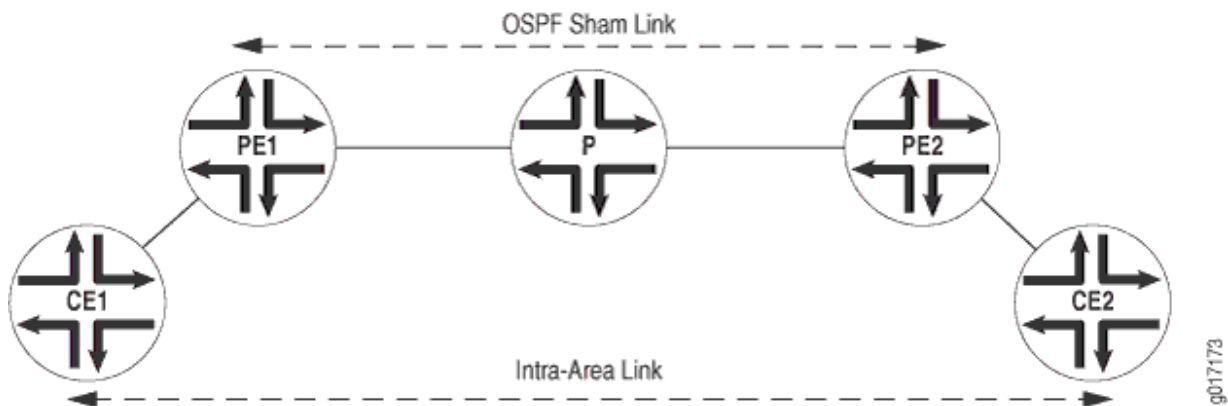 OSPF Sham Link
PE1
P
PE2
CE1
CE2
Intra-Area Link
g017173